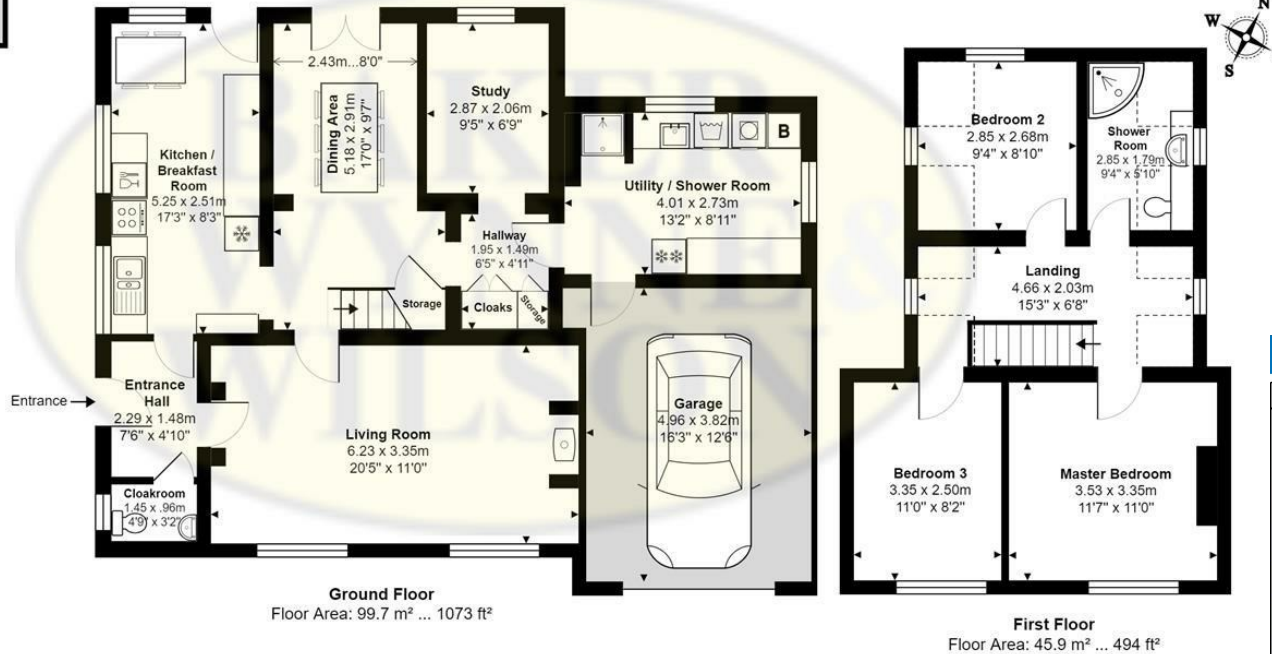 BAKER
WYNNE &
WILSON
N
W
S
2.43m...8'0"
Dining Area
5.18 x 2.91m
17'0" x 9'7"
Study
2.87 x 2.06m
9'5" x 6'9"
Kitchen /
Breakfast
Room
5.25 x 2.51m
17'3" x 8'3"
B
Utility / Shower Room
4.01 x 2.73m
13'2" x 8'11"
Hallway
1.95 x 1.49m
6'5" x 4'11"
Storage
Cloaks
Storage
Entrance
Entrance
Hall
2.29 x 1.48m
7'6" x 4'10"
Living Room
6.23 x 3.35m
20'5" x 11'0"
Garage
4.96 x 3.82m
16'3" x 12'6"
Cloakroom
1.45 x .96m
4'9" x 3'2"
Ground Floor
Floor Area: 99.7 m² ... 1073 ft²
Bedroom 2
2.85 x 2.68m
9'4" x 8'10"
Shower
Room
2.85 x 1.79m
9'4" x 5'10"
Landing
4.66 x 2.03m
15'3" x 6'8"
Bedroom 3
3.35 x 2.50m
11'0" x 8'2"
Master Bedroom
3.53 x 3.35m
11'7" x 11'0"
First Floor
Floor Area: 45.9 m² ... 494 ft²